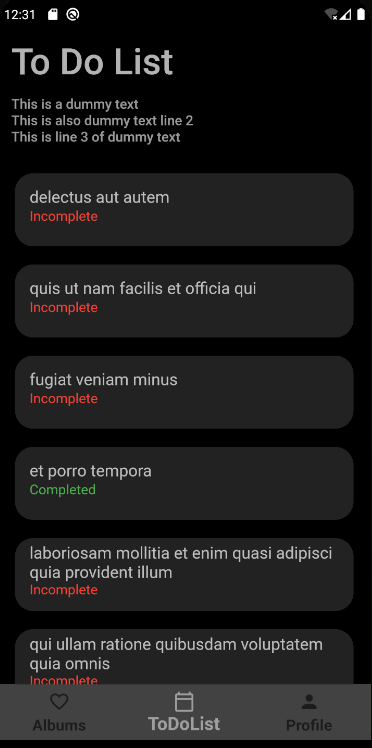 12:31
To Do List
This is a dummy text
This is also dummy text line 2
This is line 3 of dummy text
delectus aut autem
Incomplete
quis ut nam facilis et officia qui
Incomplete
fugiat veniam minus
Incomplete
et porro tempora
Completed
laboriosam mollitia et enim quasi adipisci
quia provident illum
Incomplete
qui ullam ratione quibusdam voluptatem
quia omnis
Incomplete
Albums
ToDoList
Profile